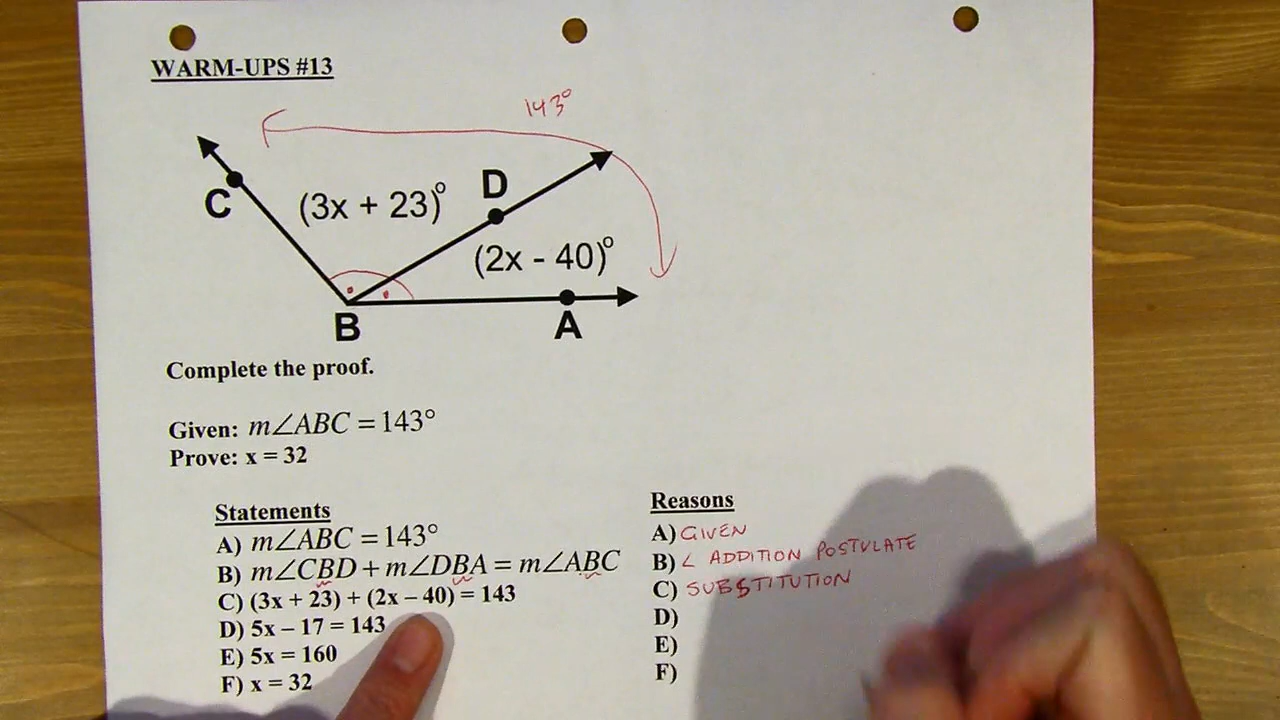 WARM-UPS #13
143°
C
(3x + 23)°
D
(2x - 40)°
B
A
Complete the proof.
Given: m∠ABC = 143°
Prove: x = 32
Statements
A) m∠ABC = 143°
B) m∠CBD + m∠DBA = m∠ABC
C) (3x + 23) + (2x – 40) = 143
D) 5x – 17 = 143
E) 5x = 160
F) x = 32
Reasons
A) GIVEN
B) ∠ ADDITION POSTULATE
C) SUBSTITUTION
D)
E)
F)